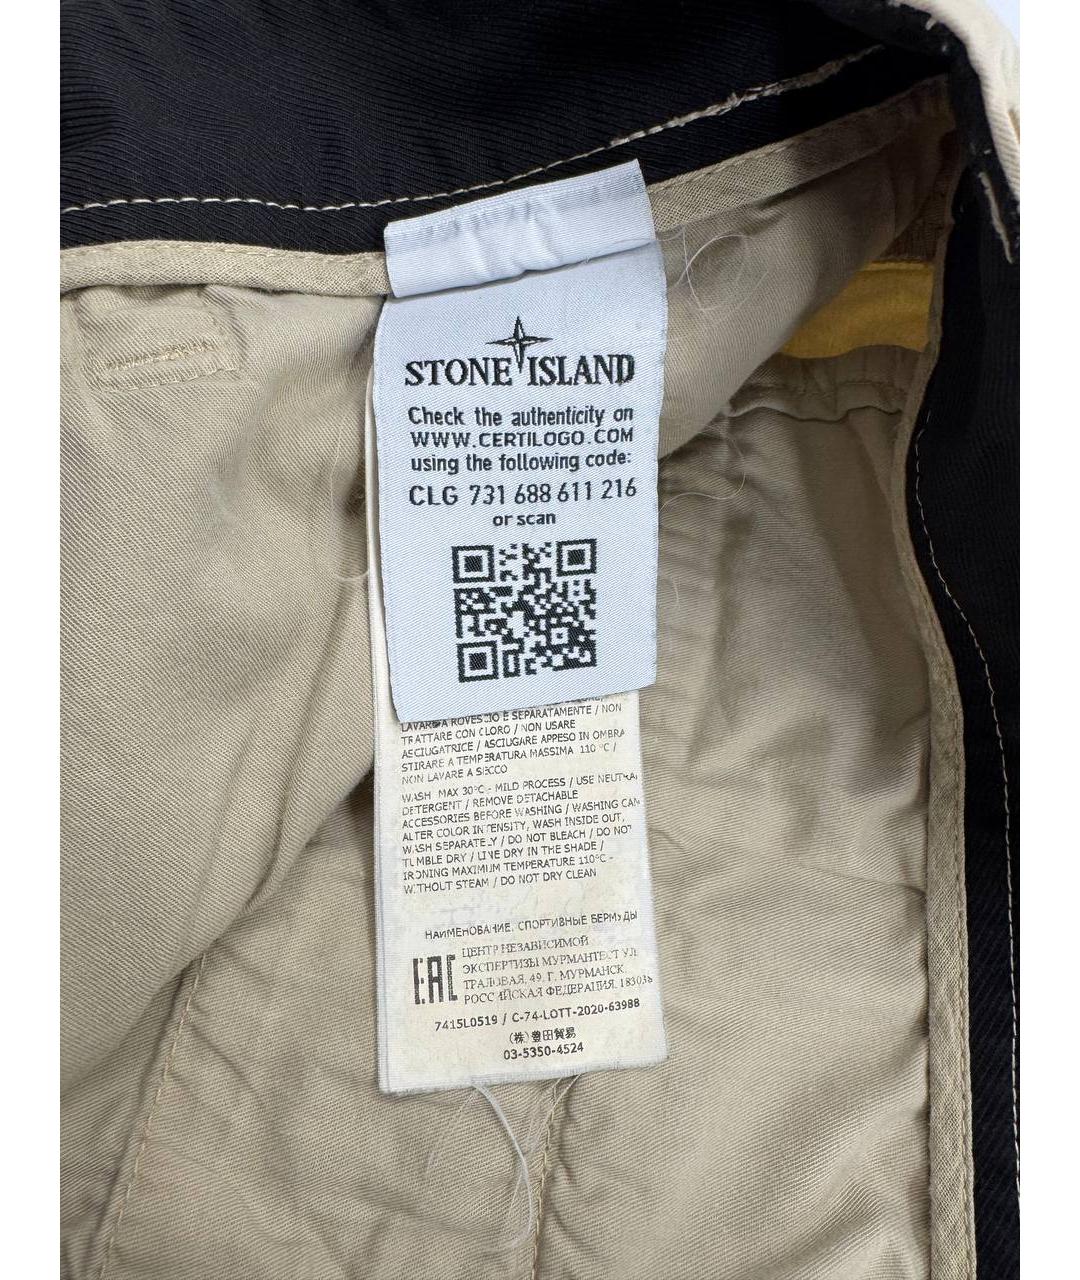 STONE ISLAND
Check the authenticity on
WWW.CERTILOGO.COM
using the following code:
CLG 731 688 611 216
or scan
LAVARE A ROVESCIO E SEPARATAMENTE / NON
TRATTARE CON CLORO / NON USARE
ASCIUGATRICE / ASCIUGARE APPESO IN OMBRA
STIRARE A TEMPERATURA MASSIMA 110 °C /
NON LAVARE A SECCO
WASH MAX 30°C - MILD PROCESS / USE NEUTRAL
DETERGENT / REMOVE DETACHABLE
ACCESSORIES BEFORE WASHING / WASHING CAN
ALTER COLOR INTENSITY, WASH INSIDE OUT,
WASH SEPARATELY / DO NOT BLEACH / DO NOT
TUMBLE DRY / LINE DRY IN THE SHADE /
IRONING MAXIMUM TEMPERATURE 110°C -
WITHOUT STEAM / DO NOT DRY CLEAN
НАИМЕНОВАНИЕ. СПОРТИВНЫЕ БЕРМУДЫ
EAC
ЦЕНТР НЕЗАВИСИМОЙ
ЭКСПЕРТИЗЫ МУРМАНТЕСТ УЛ.
ТРАЛОВАЯ, 49, Г. МУРМАНСК,
РОССИЙСКАЯ ФЕДЕРАЦИЯ, 183038
7415L0519 / C-74-LOTT-2020-63988
(株)豊田貿易
03-5350-4524